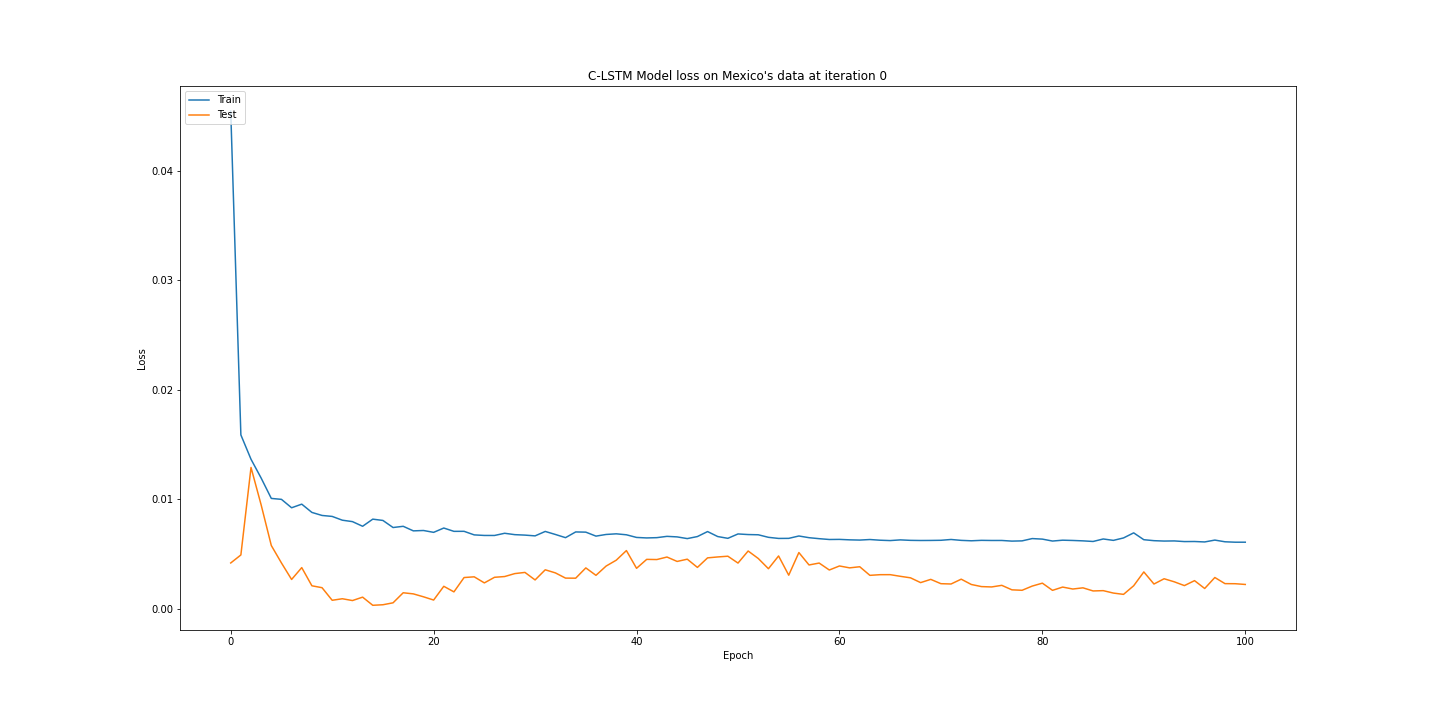 C-LSTM Model loss on Mexico's data at iteration 0
Train
Test
0.04
0.03
0.02
0.01
0.00
Loss
0 20 40 60 80 100
Epoch